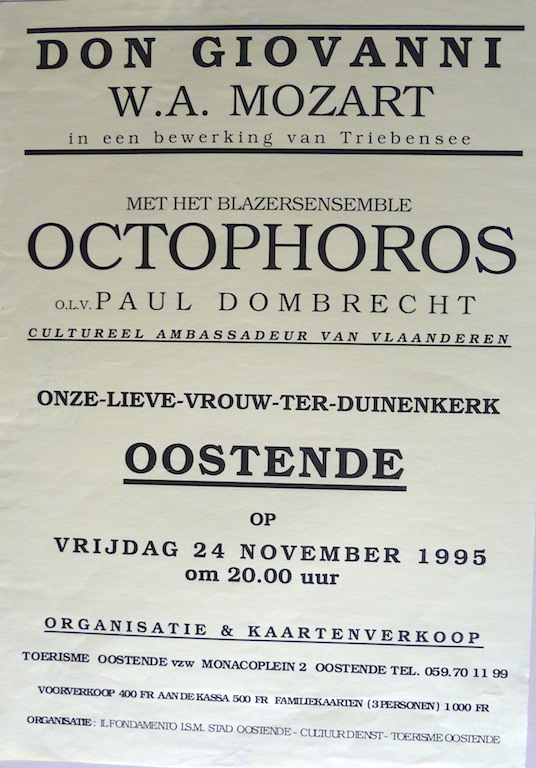 DON GIOVANNI
W.A. MOZART
in een bewerking van Triebensee
MET HET BLAZERSENSEMBLE
OCTOPHOROS
O.L.V. PAUL DOMBRECHT
CULTUREEL AMBASSADEUR VAN VLAANDEREN
ONZE-LIEVE-VROUW-TER-DUINENKERK
OOSTENDE
OP
VRIJDAG 24 NOVEMBER 1995
om 20.00 uur
ORGANISATIE & KAARTENVERKOOP
TOERISME OOSTENDE vzw MONACOPLEIN 2 OOSTENDE TEL. 059.70 11 99
VOORVERKOOP 400 FR AAN DE KASSA 500 FR FAMILIEKAARTEN (3 PERSONEN) 1000 FR
ORGANISATIE : IL FONDAMENTO I.S.M. STAD OOSTENDE - CULTUURDIENST - TOERISME OOSTENDE